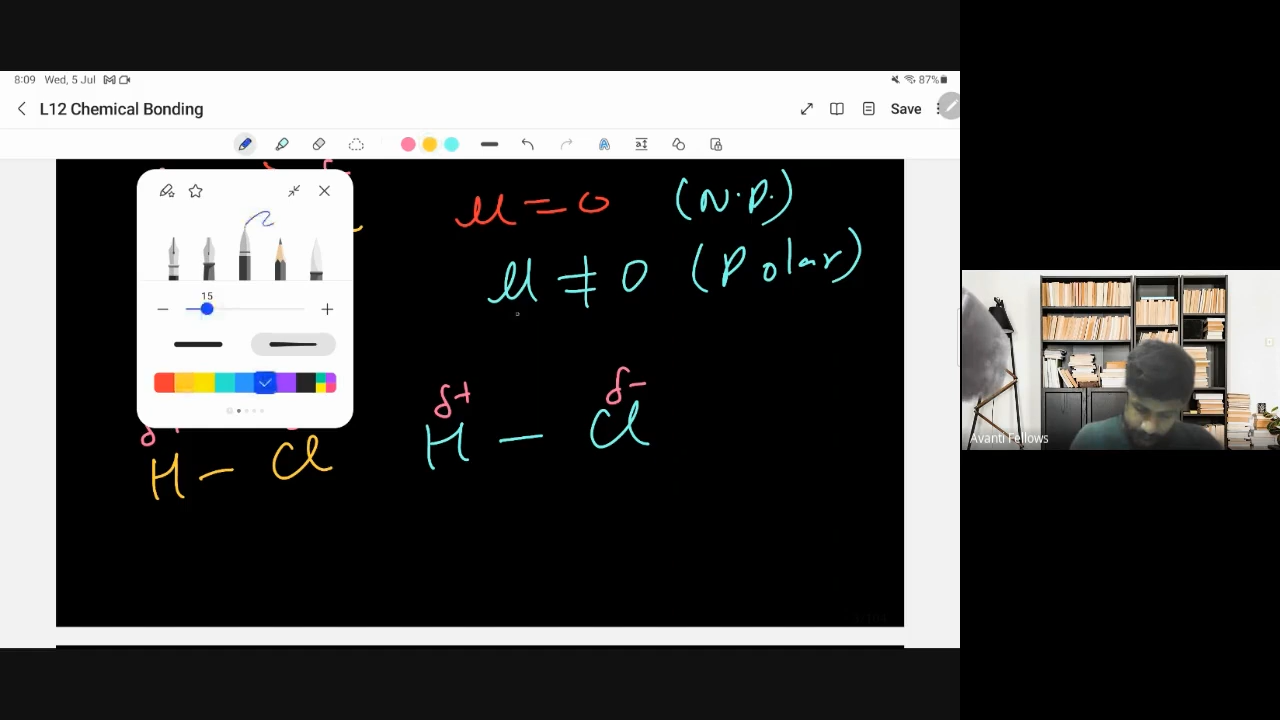 8:09 Wed, 5 Jul 87%
L12 Chemical Bonding Save
μ = 0 (N.P.)
μ ≠ 0 (Polar)
15
δ+ δ-
H - Cl
H - Cl
Avanti Fellows